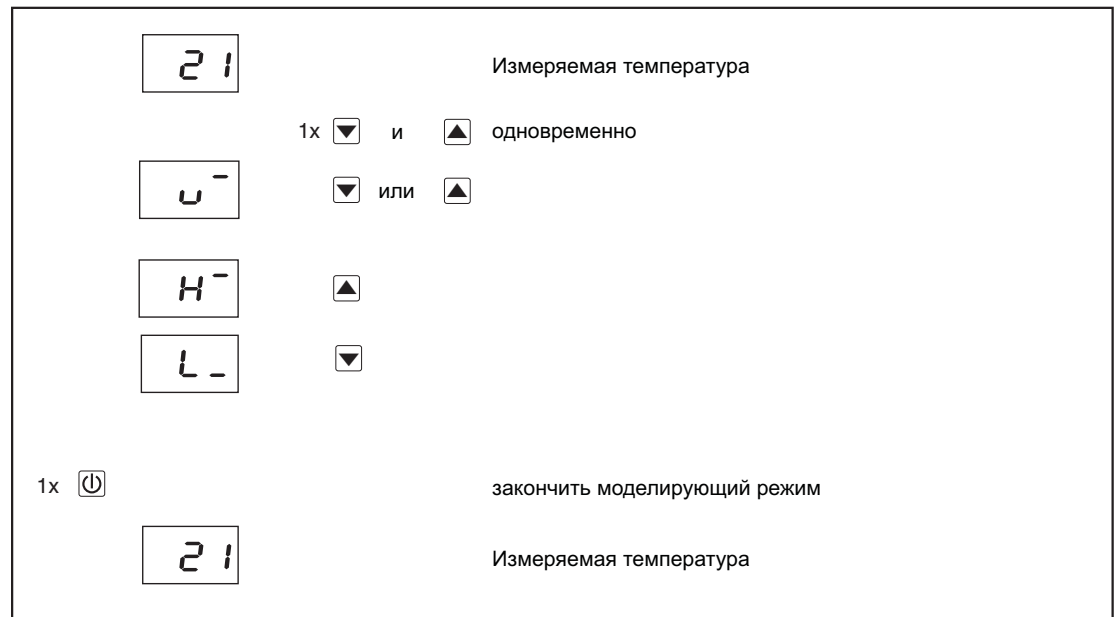 21 Измеряемая температура
1x ▼ и ▲ одновременно
u¯ ▼ или ▲
H¯ ▲
L_ ▼
1x ⏻ закончить моделирующий режим
21 Измеряемая температура